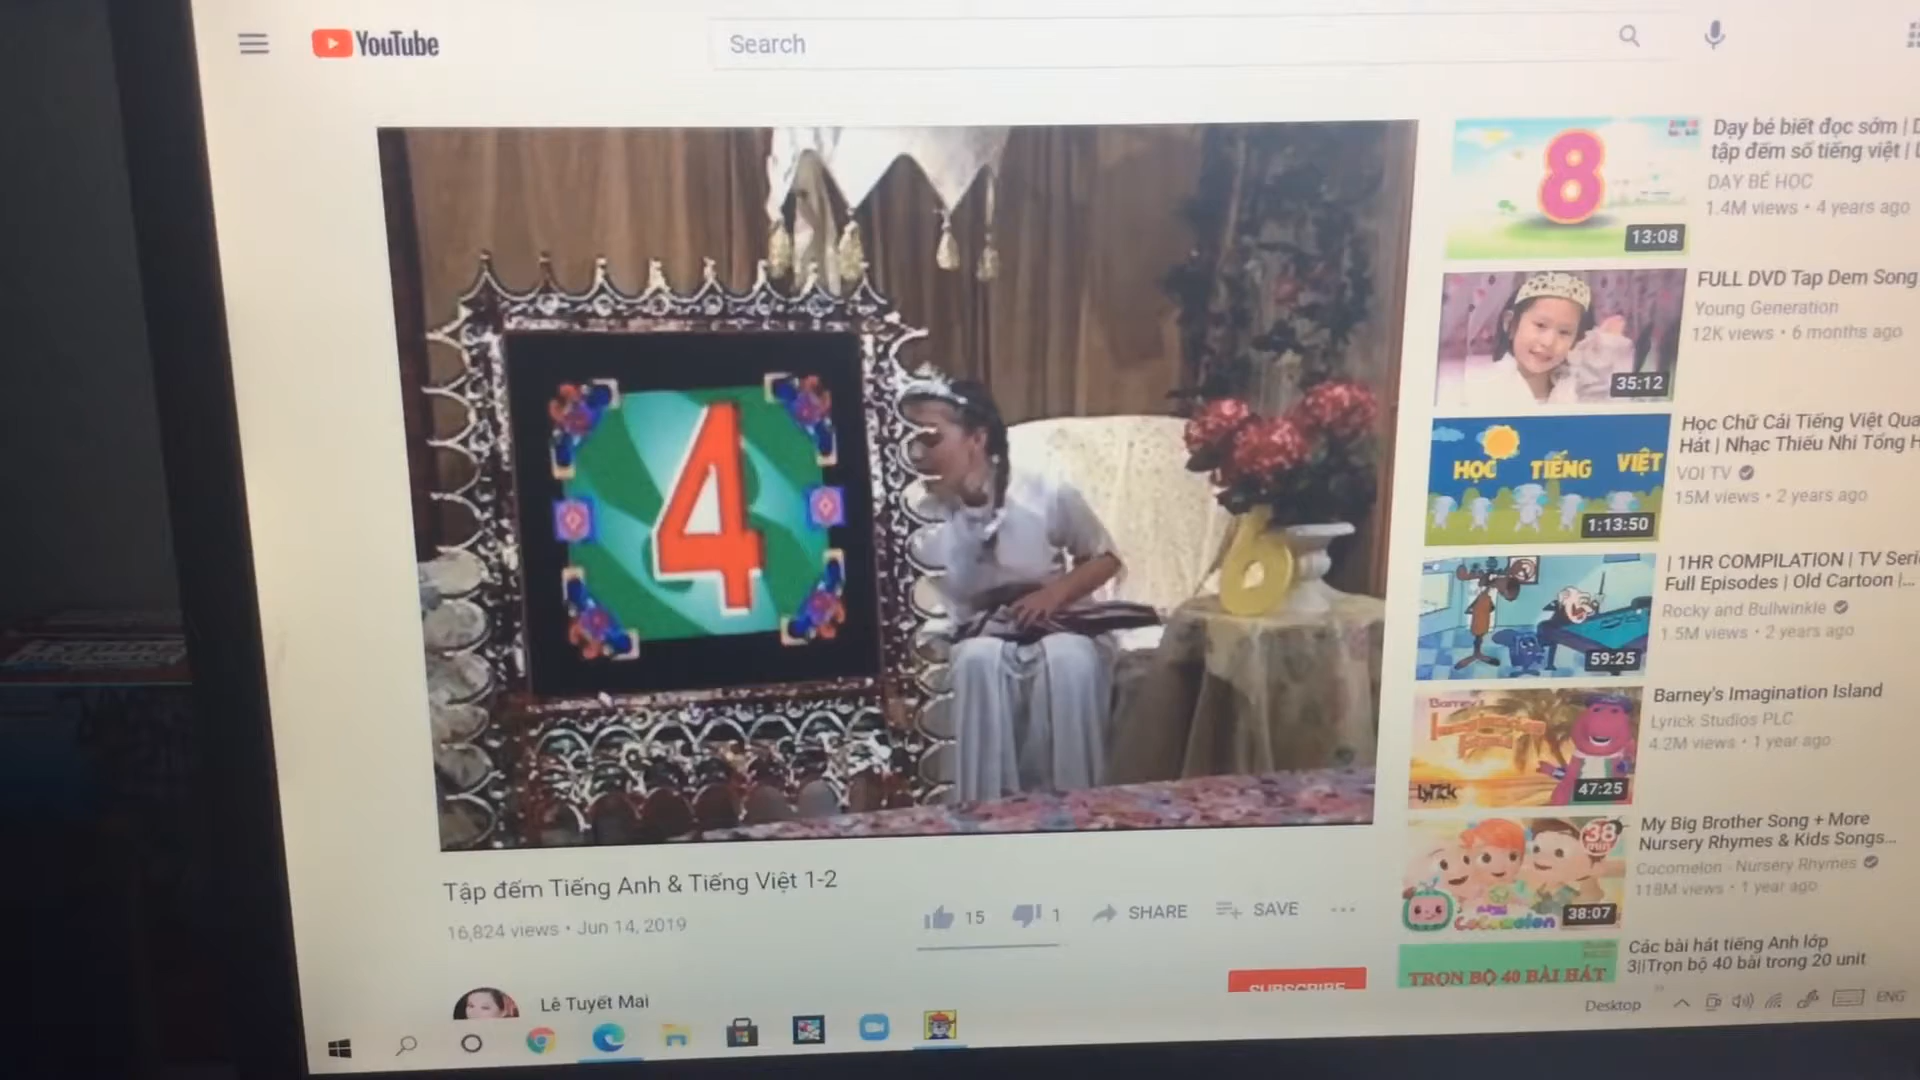 YouTube
Search
4
6
Tập đếm Tiếng Anh & Tiếng Việt 1-2
16,824 views • Jun 14, 2019
15
1
SHARE
SAVE
Lê Tuyết Mai
SUBSCRIBE
8
13:08
Dạy bé biết đọc sớm |
tập đếm số tiếng việt |
DẠY BÉ HỌC
1.4M views • 4 years ago
35:12
FULL DVD Tap Dem Song
Young Generation
12K views • 6 months ago
HỌC TIẾNG VIỆT
1:13:50
Học Chữ Cái Tiếng Việt Qua
Hát | Nhạc Thiếu Nhi Tổng H
VOI TV
15M views • 2 years ago
59:25
| 1HR COMPILATION | TV Seri
Full Episodes | Old Cartoon |...
Rocky and Bullwinkle
1.5M views • 2 years ago
Barney's
Imagination
Island
Lyrick
47:25
Barney's Imagination Island
Lyrick Studios PLC
4.2M views • 1 year ago
38
min
Cocomelon
38:07
My Big Brother Song + More
Nursery Rhymes & Kids Songs...
Cocomelon - Nursery Rhymes
118M views • 1 year ago
TRỌN BỘ 40 BÀI HÁT
Các bài hát tiếng Anh lớp
3||Trọn bộ 40 bài trong 20 unit
Desktop
ENG